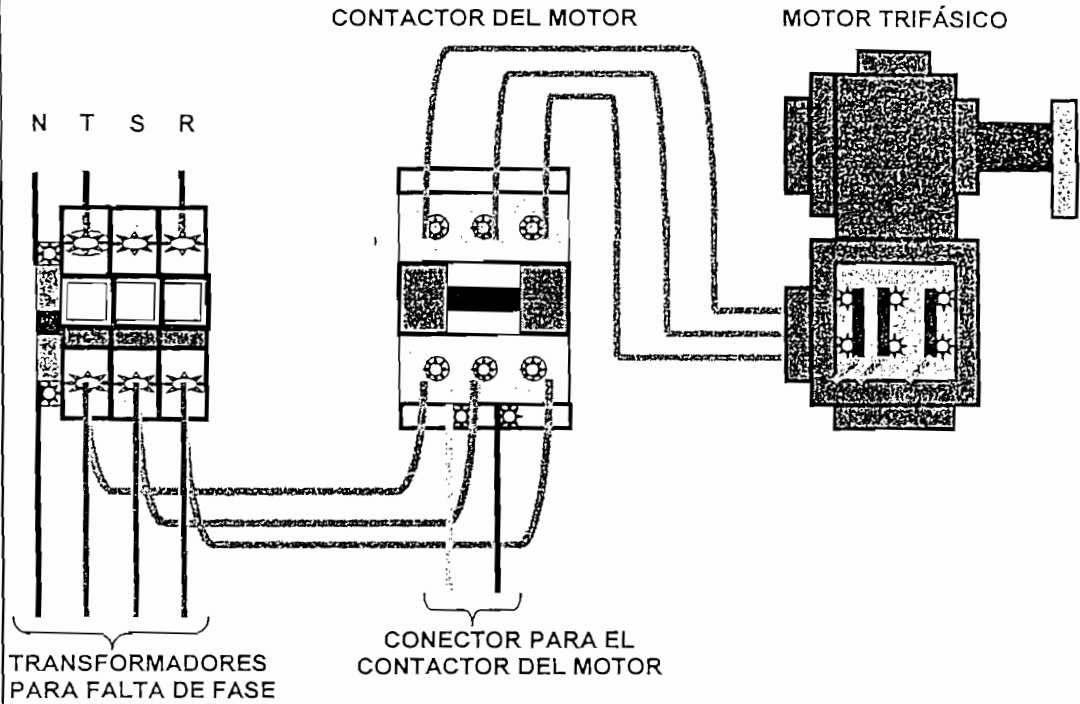 CONTACTOR DEL MOTOR
MOTOR TRIFÁSICO
N T S R
CONECTOR PARA EL
CONTACTOR DEL MOTOR
TRANSFORMADORES
PARA FALTA DE FASE